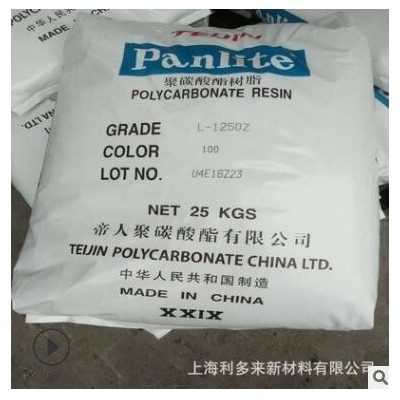 TEIJIN
Panlite
聚碳酸酯树脂
POLYCARBONATE RESIN
GRADE L-1250Z
COLOR 100
LOT NO. U4E16Z23
NET 25 KGS
帝人聚碳酸酯有限公司
TEIJIN POLYCARBONATE CHINA LTD.
中华人民共和国制造
MADE IN CHINA
XXIX
上海利多来新材料有限公司